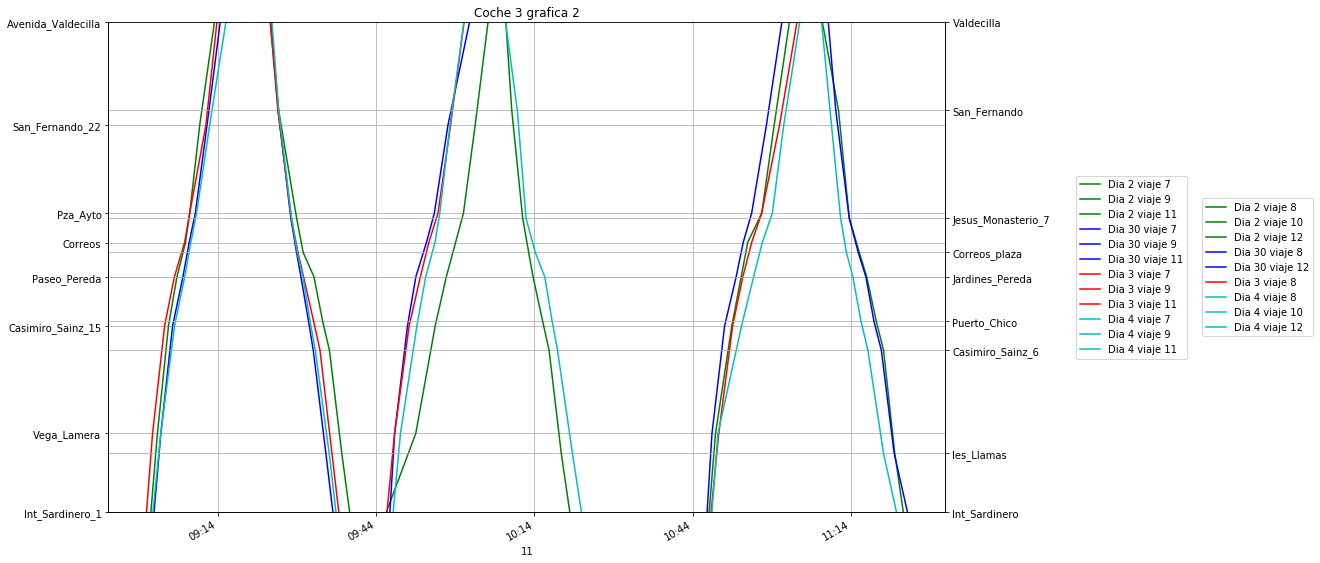 Coche 3 grafica 2
Avenida_Valdecilla
San_Fernando_22
Pza_Ayto
Correos
Paseo_Pereda
Casimiro_Sainz_15
Vega_Lamera
Int_Sardinero_1
Valdecilla
San_Fernando
Jesus_Monasterio_7
Correos_plaza
Jardines_Pereda
Puerto_Chico
Casimiro_Sainz_6
Ies_Llamas
Int_Sardinero
09:14
09:44
10:14
10:44
11:14
11
Dia 2 viaje 7
Dia 2 viaje 9
Dia 2 viaje 11
Dia 30 viaje 7
Dia 30 viaje 9
Dia 30 viaje 11
Dia 3 viaje 7
Dia 3 viaje 9
Dia 3 viaje 11
Dia 4 viaje 7
Dia 4 viaje 9
Dia 4 viaje 11
Dia 2 viaje 8
Dia 2 viaje 10
Dia 2 viaje 12
Dia 30 viaje 8
Dia 30 viaje 12
Dia 3 viaje 8
Dia 4 viaje 8
Dia 4 viaje 10
Dia 4 viaje 12